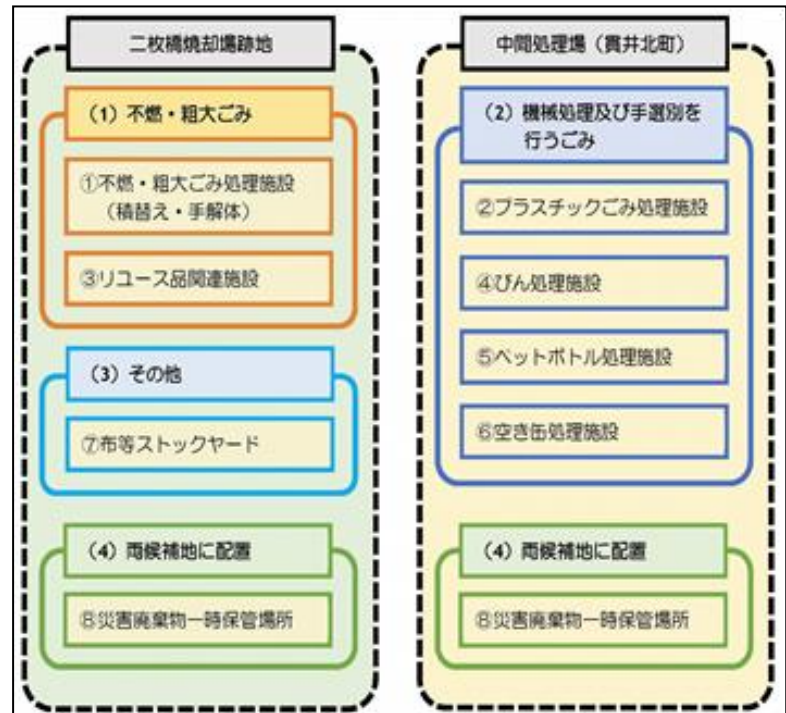 二枚橋焼却場跡地
(1)不燃・粗大ごみ
①不燃・粗大ごみ処理施設
(積替え・手解体)
③リユース品関連施設
(3)その他
⑦布等ストックヤード
(4)両候補地に配置
⑧災害廃棄物一時保管場所
中間処理場(貫井北町)
(2)機械処理及び手選別を
行うごみ
②プラスチックごみ処理施設
④びん処理施設
⑤ペットボトル処理施設
⑥空き缶処理施設
(4)両候補地に配置
⑧災害廃棄物一時保管場所